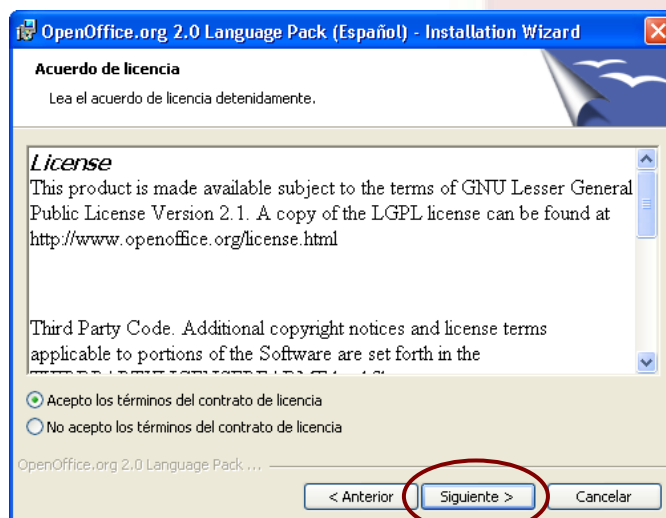 OpenOffice.org 2.0 Language Pack (Español) - Installation Wizard
Acuerdo de licencia
Lea el acuerdo de licencia detenidamente.
License
This product is made available subject to the terms of GNU Lesser General
Public License Version 2.1. A copy of the LGPL license can be found at
http://www.openoffice.org/license.html
Third Party Code. Additional copyright notices and license terms
applicable to portions of the Software are set forth in the
Acepto los términos del contrato de licencia
No acepto los términos del contrato de licencia
OpenOffice.org 2.0 Language Pack ...
< Anterior
Siguiente >
Cancelar